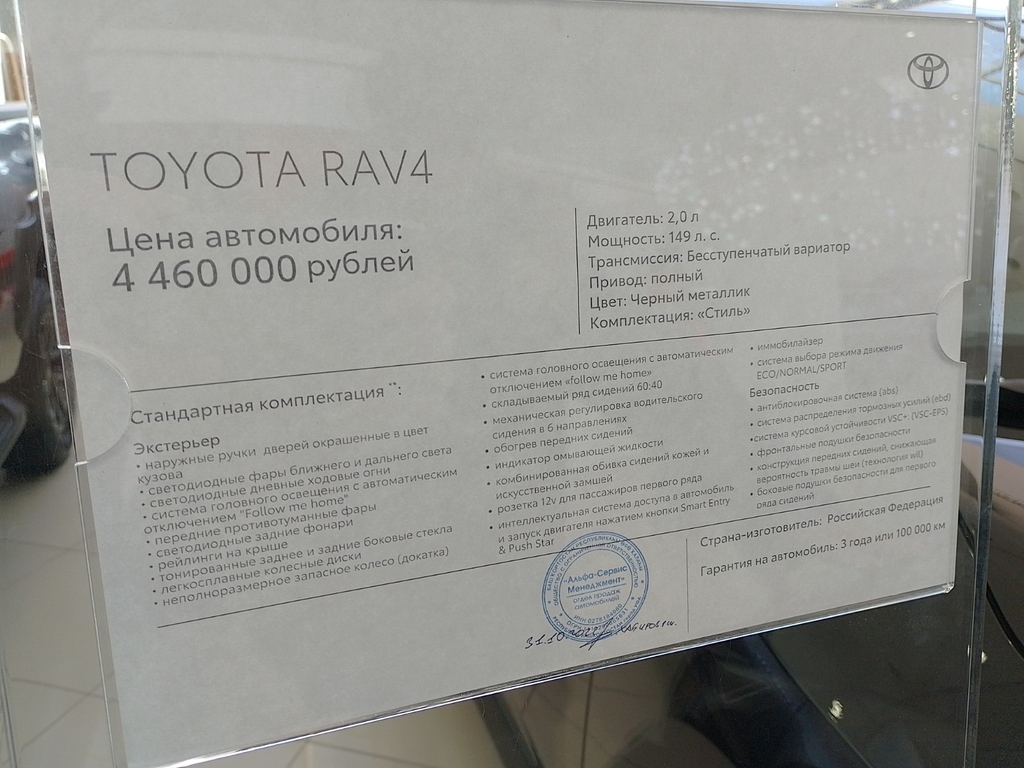 TOYOTA RAV4
Цена автомобиля:
4 460 000 рублей
Двигатель: 2,0 л
Мощность: 149 л. с.
Трансмиссия: Бесступенчатый вариатор
Привод: полный
Цвет: Черный металлик
Комплектация: «Стиль»
Стандартная комплектация **:
Экстерьер
• наружные ручки дверей окрашенные в цвет
кузова
• светодиодные фары ближнего и дальнего света
• светодиодные дневные ходовые огни
• система головного освещения с автоматическим
отключением "Follow me home"
• передние противотуманные фары
• светодиодные задние фонари
• рейлинги на крыше
• тонированные заднее и задние боковые стекла
• легкосплавные колесные диски
• неполноразмерное запасное колесо (докатка)
• система головного освещения с автоматическим
отключением «follow me home»
• складываемый ряд сидений 60:40
• механическая регулировка водительского
сидения в 6 направлениях
• обогрев передних сидений
• индикатор омывающей жидкости
• комбинированная обивка сидений кожей и
искусственной замшей
• розетка 12v для пассажиров первого ряда
• интеллектуальная система доступа в автомобиль
и запуск двигателя нажатием кнопки Smart Entry
& Push Star
• иммобилайзер
• система выбора режима движения
ECO/NORMAL/SPORT
Безопасность
• антиблокировочная система (abs)
• система распределения тормозных усилий (ebd)
• система курсовой устойчивости VSC+: (VSC-EPS)
• фронтальные подушки безопасности
• конструкция передних сидений, снижающая
вероятность травмы шеи (технология wil)
• боковые подушки безопасности для первого
ряда сидений
Страна-изготовитель: Российская Федерация
Гарантия на автомобиль: 3 года или 100 000 км
"Альфа-Сервис
Менеджмент"
отдел продаж
автомобилей
31.10